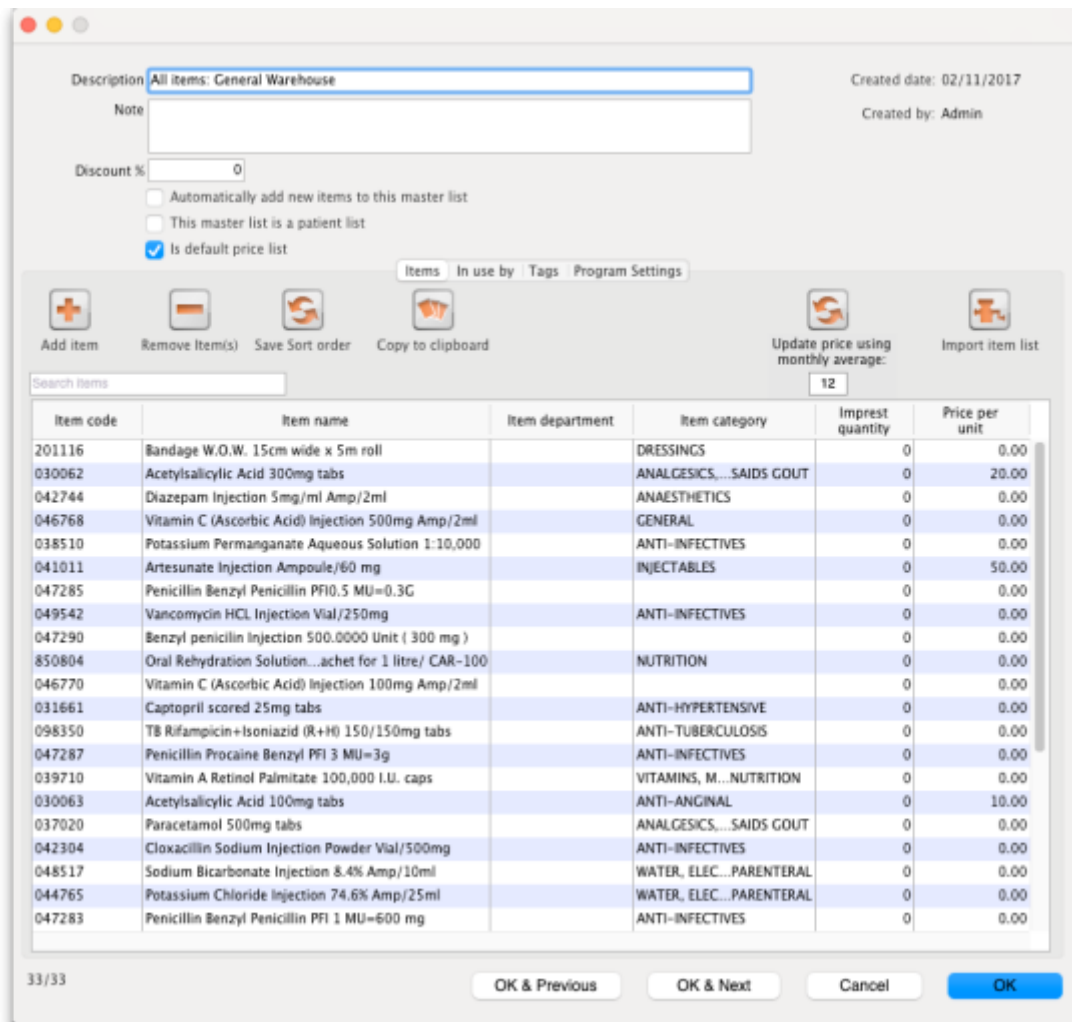 Description All items: General Warehouse Created date: 02/11/2017
Note Created by: Admin
Discount % 0
Automatically add new items to this master list
This master list is a patient list
Is default price list
Items In use by Tags Program Settings
Add item Remove Item(s) Save Sort order Copy to clipboard Update price using monthly average: Import item list
Search items 12
Item code Item name Item department Item category Imprest quantity Price per unit
201116 Bandage W.O.W. 15cm wide x 5m roll DRESSINGS 0 0.00
030062 Acetylsalicylic Acid 300mg tabs ANALGESICS,...SAIDS GOUT 0 20.00
042744 Diazepam Injection 5mg/ml Amp/2ml ANAESTHETICS 0 0.00
046768 Vitamin C (Ascorbic Acid) Injection 500mg Amp/2ml GENERAL 0 0.00
038510 Potassium Permanganate Aqueous Solution 1:10,000 ANTI-INFECTIVES 0 0.00
041011 Artesunate Injection Ampoule/60 mg INJECTABLES 0 50.00
047285 Penicillin Benzyl Penicillin PFI0.5 MU=0.3G 0 0.00
049542 Vancomycin HCL Injection Vial/250mg ANTI-INFECTIVES 0 0.00
047290 Benzyl penicilin Injection 500.0000 Unit ( 300 mg ) 0 0.00
850804 Oral Rehydration Solution...achet for 1 litre/ CAR-100 NUTRITION 0 0.00
046770 Vitamin C (Ascorbic Acid) Injection 100mg Amp/2ml 0 0.00
031661 Captopril scored 25mg tabs ANTI-HYPERTENSIVE 0 0.00
098350 TB Rifampicin+Isoniazid (R+H) 150/150mg tabs ANTI-TUBERCULOSIS 0 0.00
047287 Penicillin Procaine Benzyl PFI 3 MU=3g ANTI-INFECTIVES 0 0.00
039710 Vitamin A Retinol Palmitate 100,000 I.U. caps VITAMINS, M...NUTRITION 0 0.00
030063 Acetylsalicylic Acid 100mg tabs ANTI-ANGINAL 0 10.00
037020 Paracetamol 500mg tabs ANALGESICS,...SAIDS GOUT 0 0.00
042304 Cloxacillin Sodium Injection Powder Vial/500mg ANTI-INFECTIVES 0 0.00
048517 Sodium Bicarbonate Injection 8.4% Amp/10ml WATER, ELEC...PARENTERAL 0 0.00
044765 Potassium Chloride Injection 74.6% Amp/25ml WATER, ELEC...PARENTERAL 0 0.00
047283 Penicillin Benzyl Penicillin PFI 1 MU=600 mg ANTI-INFECTIVES 0 0.00
33/33 OK & Previous OK & Next Cancel OK